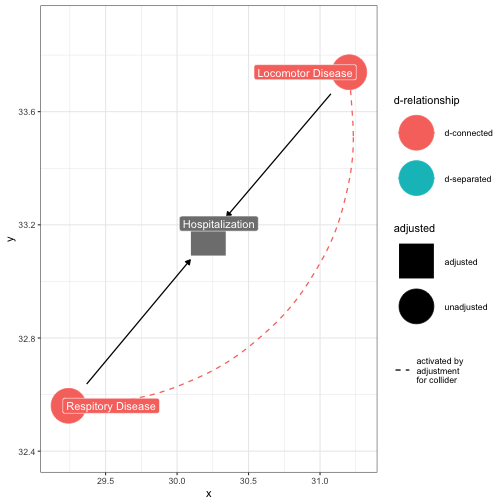 Locomotor Disease
Hospitalization
Respitory Disease
33.6
33.2
32.8
32.4
y
29.5
30.0
30.5
31.0
x
d-relationship
d-connected
d-separated
adjusted
adjusted
unadjusted
activated by
adjustment
for collider